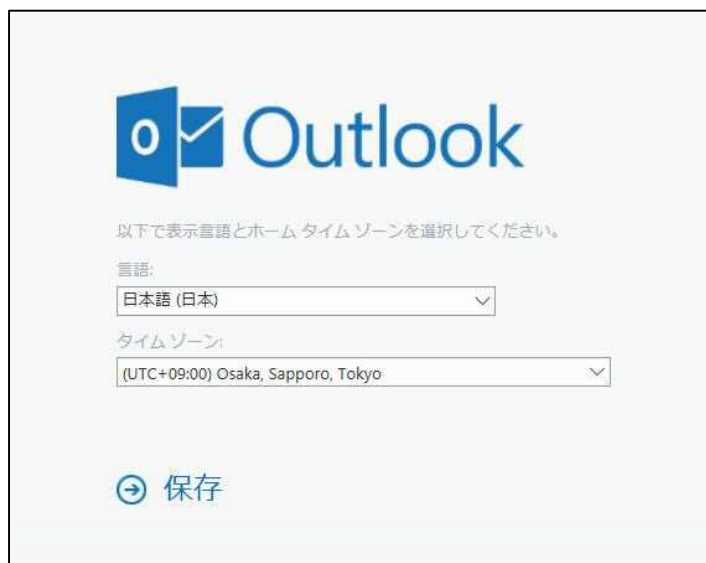 Outlook
以下で表示言語とホーム タイム ゾーンを選択してください。
言語:
日本語 (日本)
タイム ゾーン:
(UTC+09:00) Osaka, Sapporo, Tokyo
保存